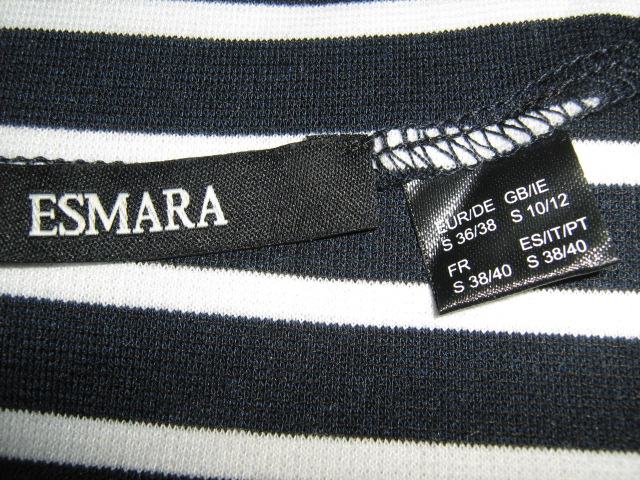 ESMARA
EUR/DE GB/IE
S 36/38 S 10/12
FR ES/IT/PT
S 38/40 S 38/40